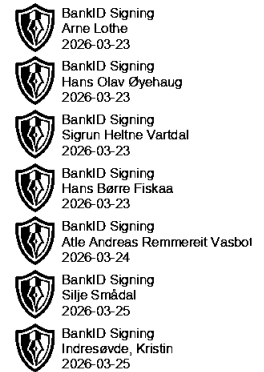 BankID Signing
Arne Lothe
2026-03-23
BankID Signing
Hans Olav Øyehaug
2026-03-23
BankID Signing
Sigrun Heltne Vartdal
2026-03-23
BankID Signing
Hans Børre Fiskaa
2026-03-23
BankID Signing
Atle Andreas Remmereit Vasbot
2026-03-24
BankID Signing
Silje Smådal
2026-03-25
BankID Signing
Indresøvde, Kristin
2026-03-25